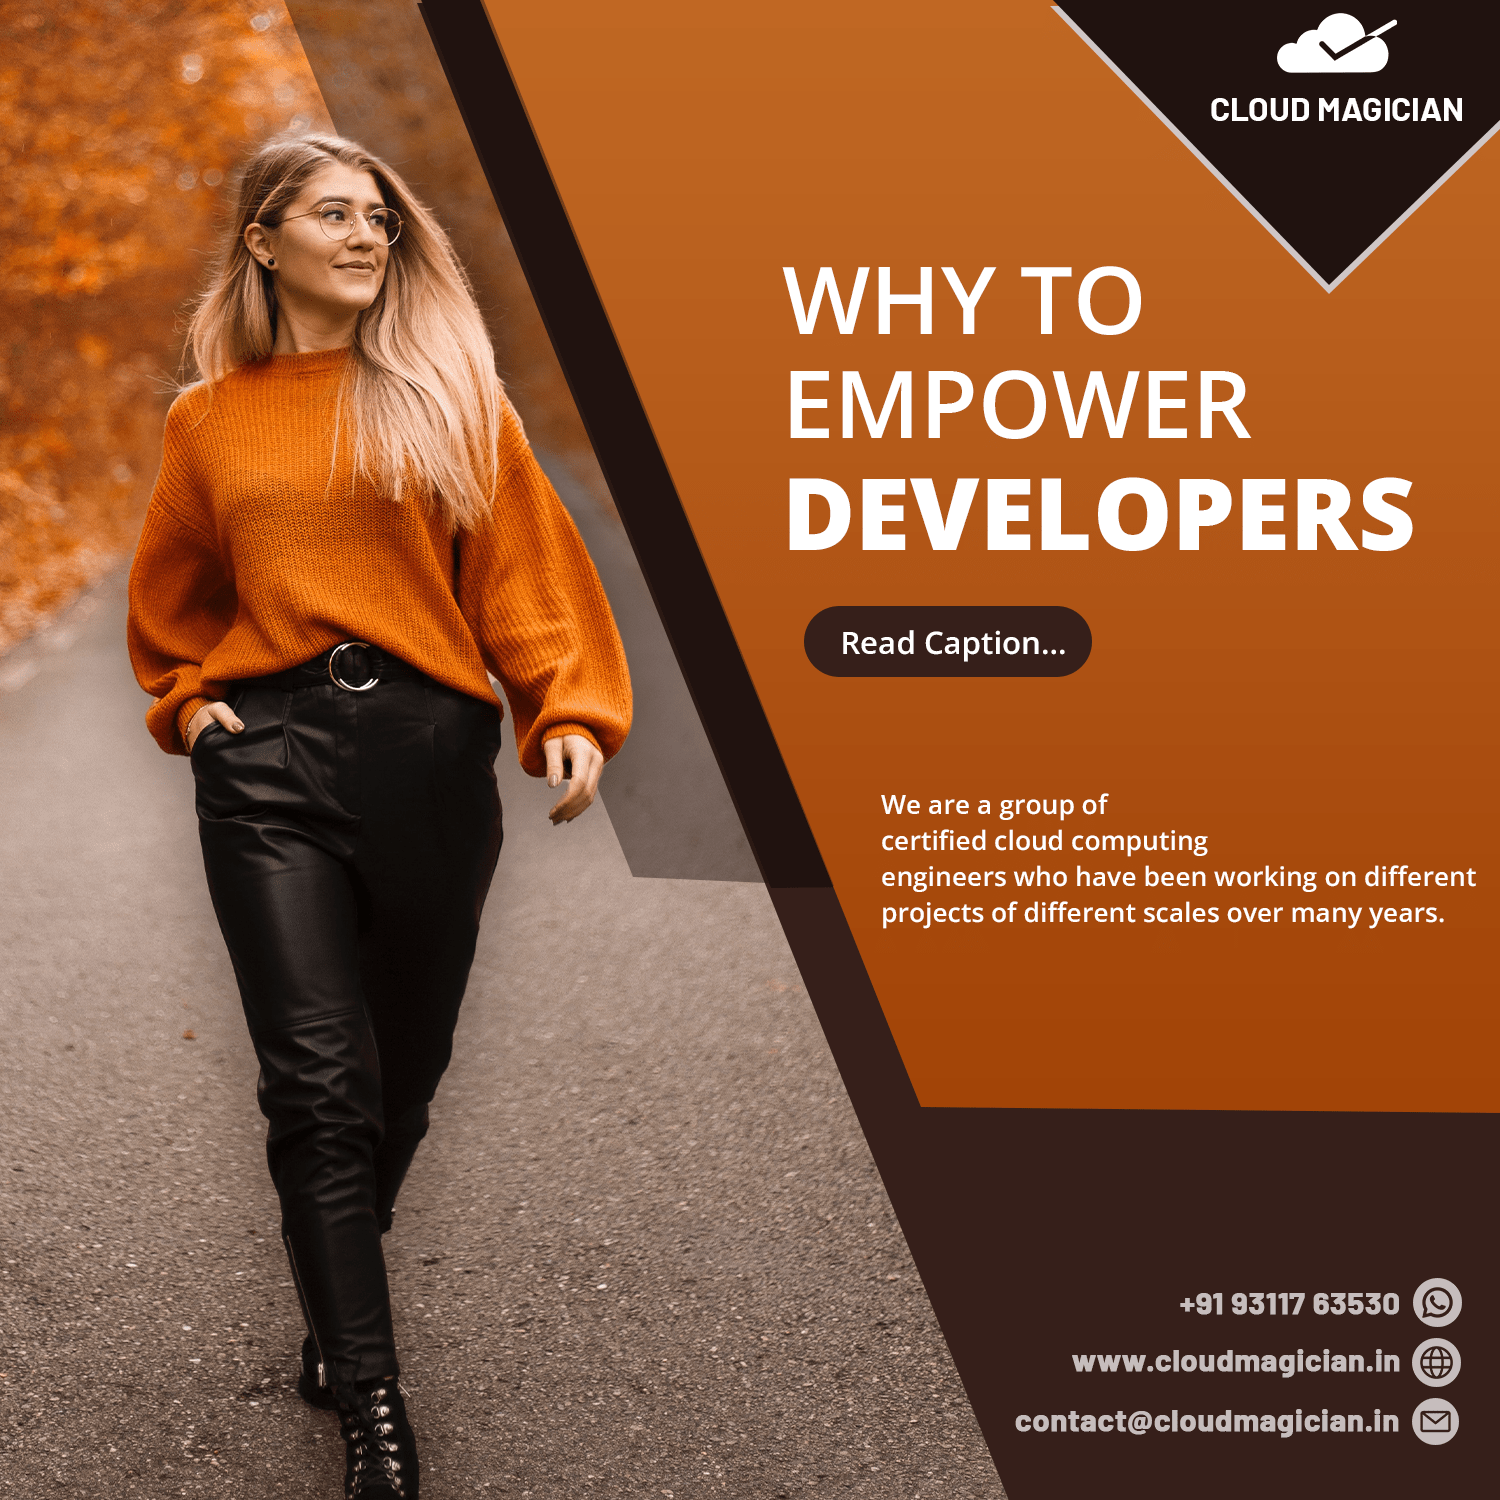 CLOUD MAGICIAN
WHY TO
EMPOWER
DEVELOPERS
Read Caption...
We are a group of
certified cloud computing
engineers who have been working on different
projects of different scales over many years.
+91 93117 63530
www.cloudmagician.in
contact@cloudmagician.in